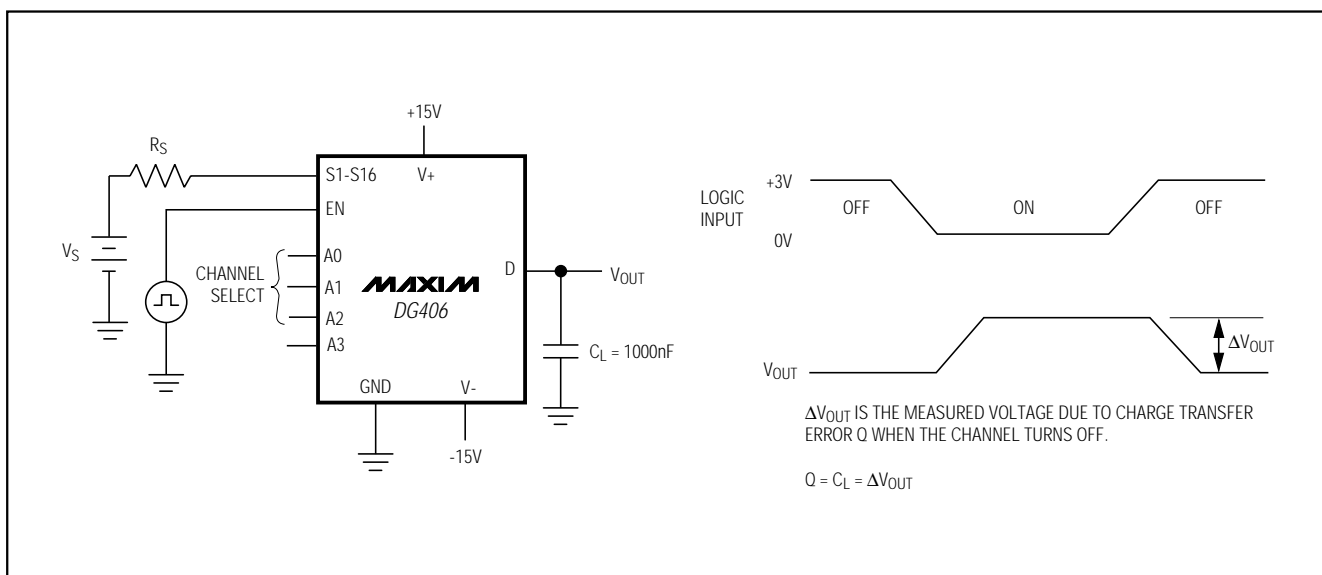 +15V
RS
S1-S16
V+
EN
VS
A0
CHANNEL
SELECT
A1
A2
A3
MAXIM
DG406
D
VOUT
CL = 1000nF
GND
V-
-15V
LOGIC
INPUT
+3V
0V
OFF
ON
OFF
VOUT
ΔVOUT
ΔVOUT IS THE MEASURED VOLTAGE DUE TO CHARGE TRANSFER
ERROR Q WHEN THE CHANNEL TURNS OFF.
Q = CL = ΔVOUT